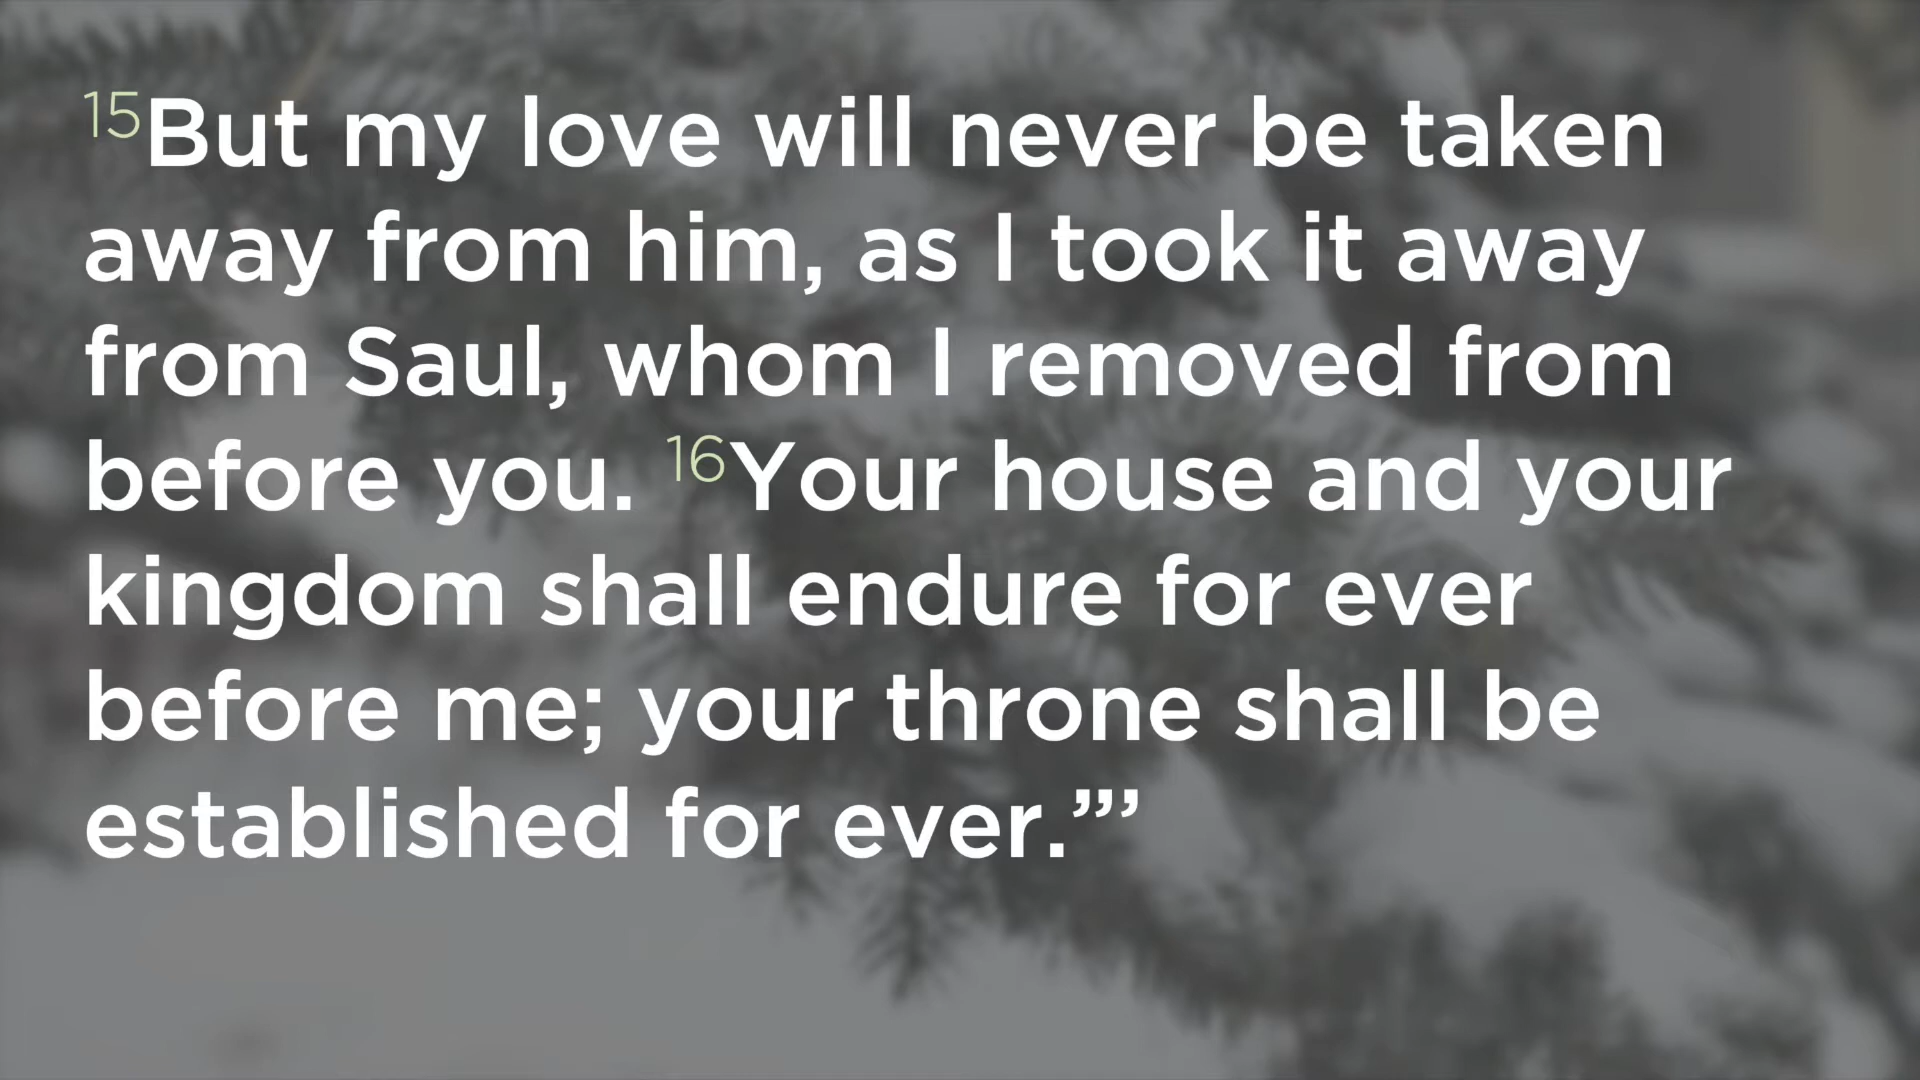 15But my love will never be taken
away from him, as I took it away
from Saul, whom I removed from
before you. 16Your house and your
kingdom shall endure for ever
before me; your throne shall be
established for ever.”’